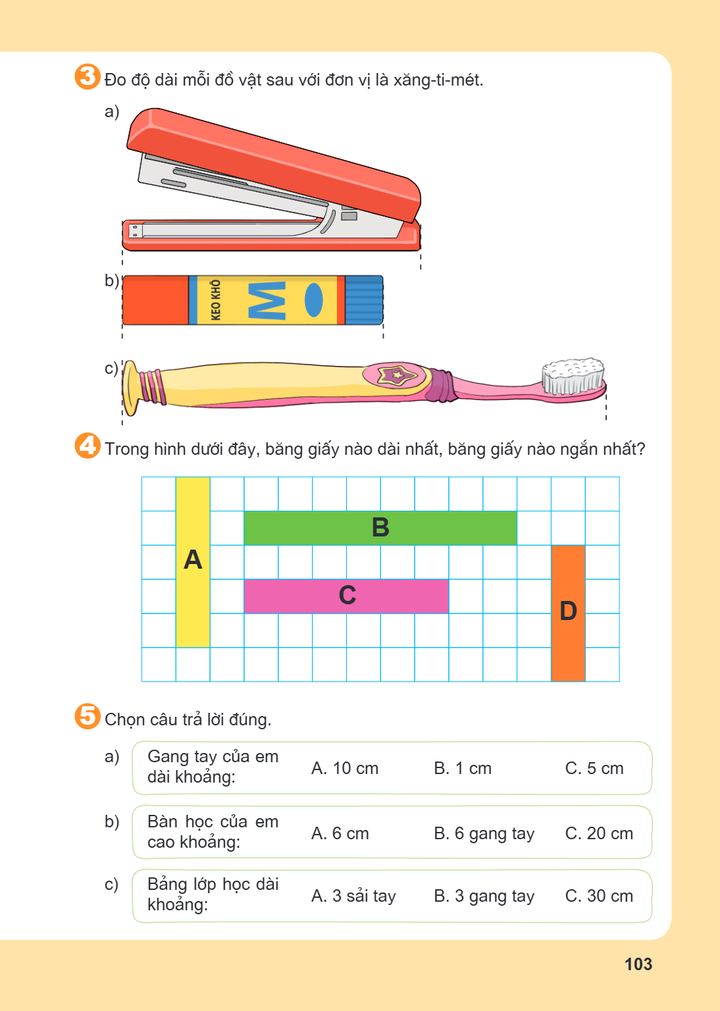 3 Đo độ dài mỗi đồ vật sau với đơn vị là xăng-ti-mét.
a)
b)
KEO KHÔ
M
c)
4 Trong hình dưới đây, băng giấy nào dài nhất, băng giấy nào ngắn nhất?
A
B
C
D
5 Chọn câu trả lời đúng.
a) Gang tay của em
dài khoảng:
A. 10 cm B. 1 cm C. 5 cm
b) Bàn học của em
cao khoảng:
A. 6 cm B. 6 gang tay C. 20 cm
c) Bảng lớp học dài
khoảng:
A. 3 sải tay B. 3 gang tay C. 30 cm
103